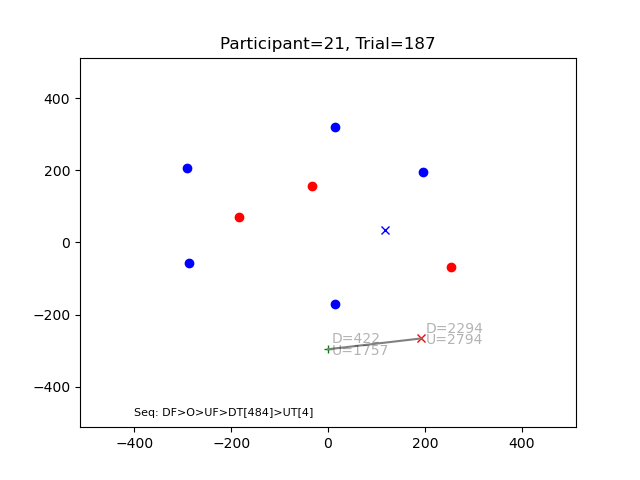 Participant=21, Trial=187
400
200
0
−200
−400
D=2294
U=2794
D=422
U=1757
Seq: DF>O>UF>DT[484]>UT[4]
−400
−200
0
200
400